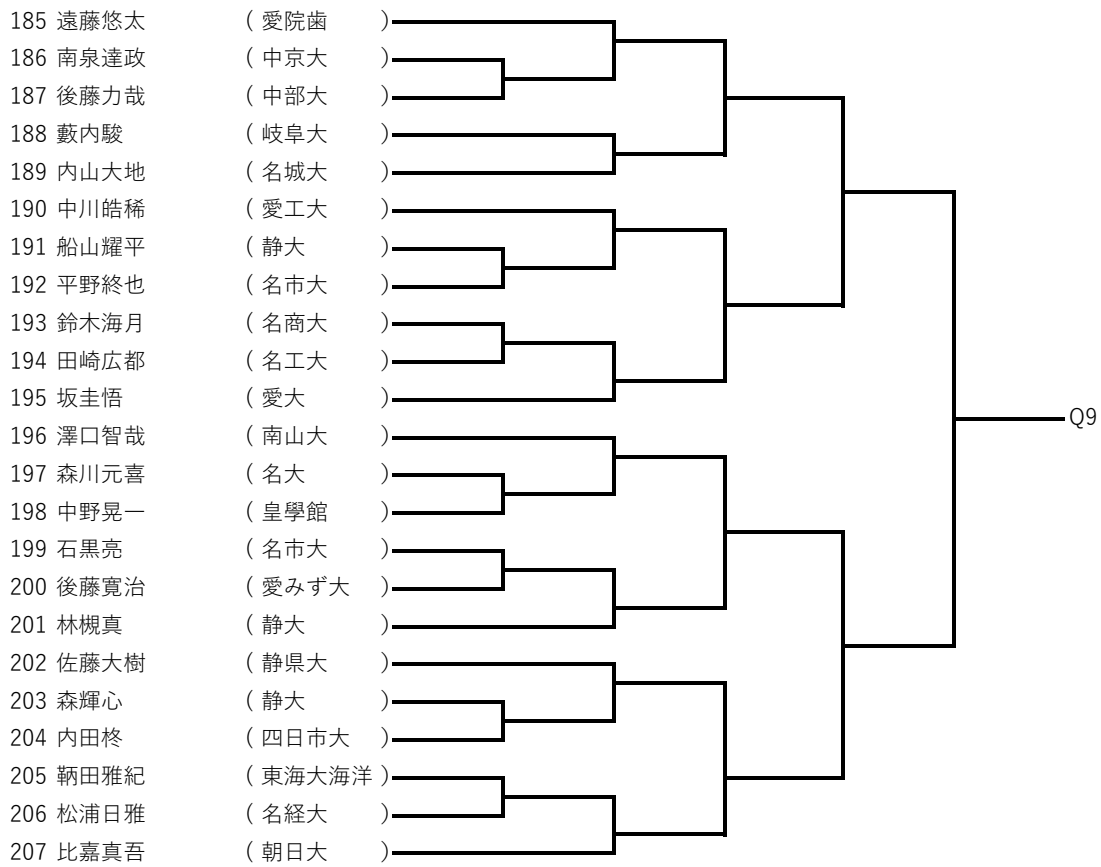 185 遠藤悠太 ( 愛院歯 )
186 南泉達政 ( 中京大 )
187 後藤力哉 ( 中部大 )
188 藪内駿 ( 岐阜大 )
189 内山大地 ( 名城大 )
190 中川皓稀 ( 愛工大 )
191 船山耀平 ( 静大 )
192 平野終也 ( 名市大 )
193 鈴木海月 ( 名商大 )
194 田崎広都 ( 名工大 )
195 坂圭悟 ( 愛大 )
Q9
196 澤口智哉 ( 南山大 )
197 森川元喜 ( 名大 )
198 中野晃一 ( 皇學館 )
199 石黒亮 ( 名市大 )
200 後藤寛治 ( 愛みず大 )
201 林槻真 ( 静大 )
202 佐藤大樹 ( 静県大 )
203 森輝心 ( 静大 )
204 内田柊 ( 四日市大 )
205 鞆田雅紀 ( 東海大海洋 )
206 松浦日雅 ( 名経大 )
207 比嘉真吾 ( 朝日大 )